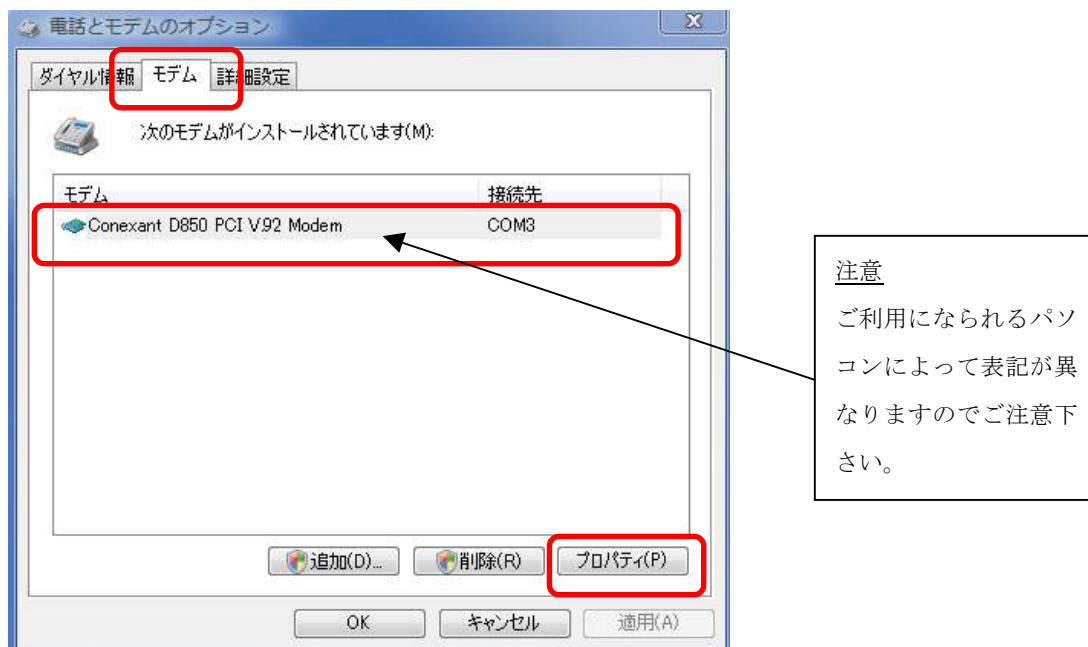 電話とモデムのオプション
ダイヤル情報 モデム 詳細設定
次のモデムがインストールされています(M):
モデム 接続先
Conexant D850 PCI V.92 Modem COM3
注意
ご利用になられるパソ
コンによって表記が異
なりますのでご注意下
さい。
追加(D)... 削除(R) プロパティ(P)
OK キャンセル 適用(A)